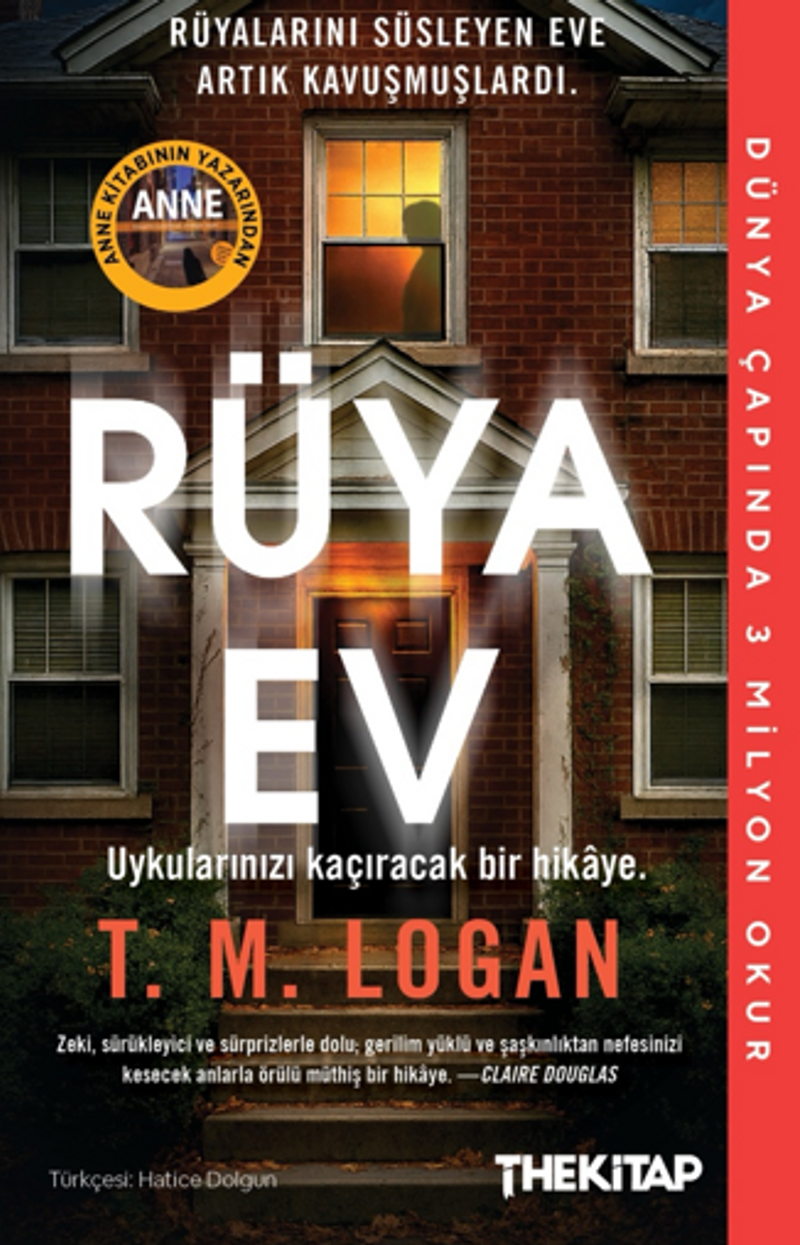 RÜYALARINI SÜSLEYEN EVE
ARTIK KAVUŞMUŞLARDI.
ANNE KİTABININ YAZARINDAN
ANNE
RÜYA
EV
Uykularınızı kaçıracak bir hikâye.
T. M. LOGAN
Zeki, sürükleyici ve sürprizlerle dolu; gerilim yüklü ve şaşkınlıktan nefesinizi
kesecek anlarla örülü müthiş bir hikâye. —CLAIRE DOUGLAS
Türkçesi: Hatice Dolgun
THEKİTAP
DÜNYA ÇAPINDA 3 MİLYON OKUR